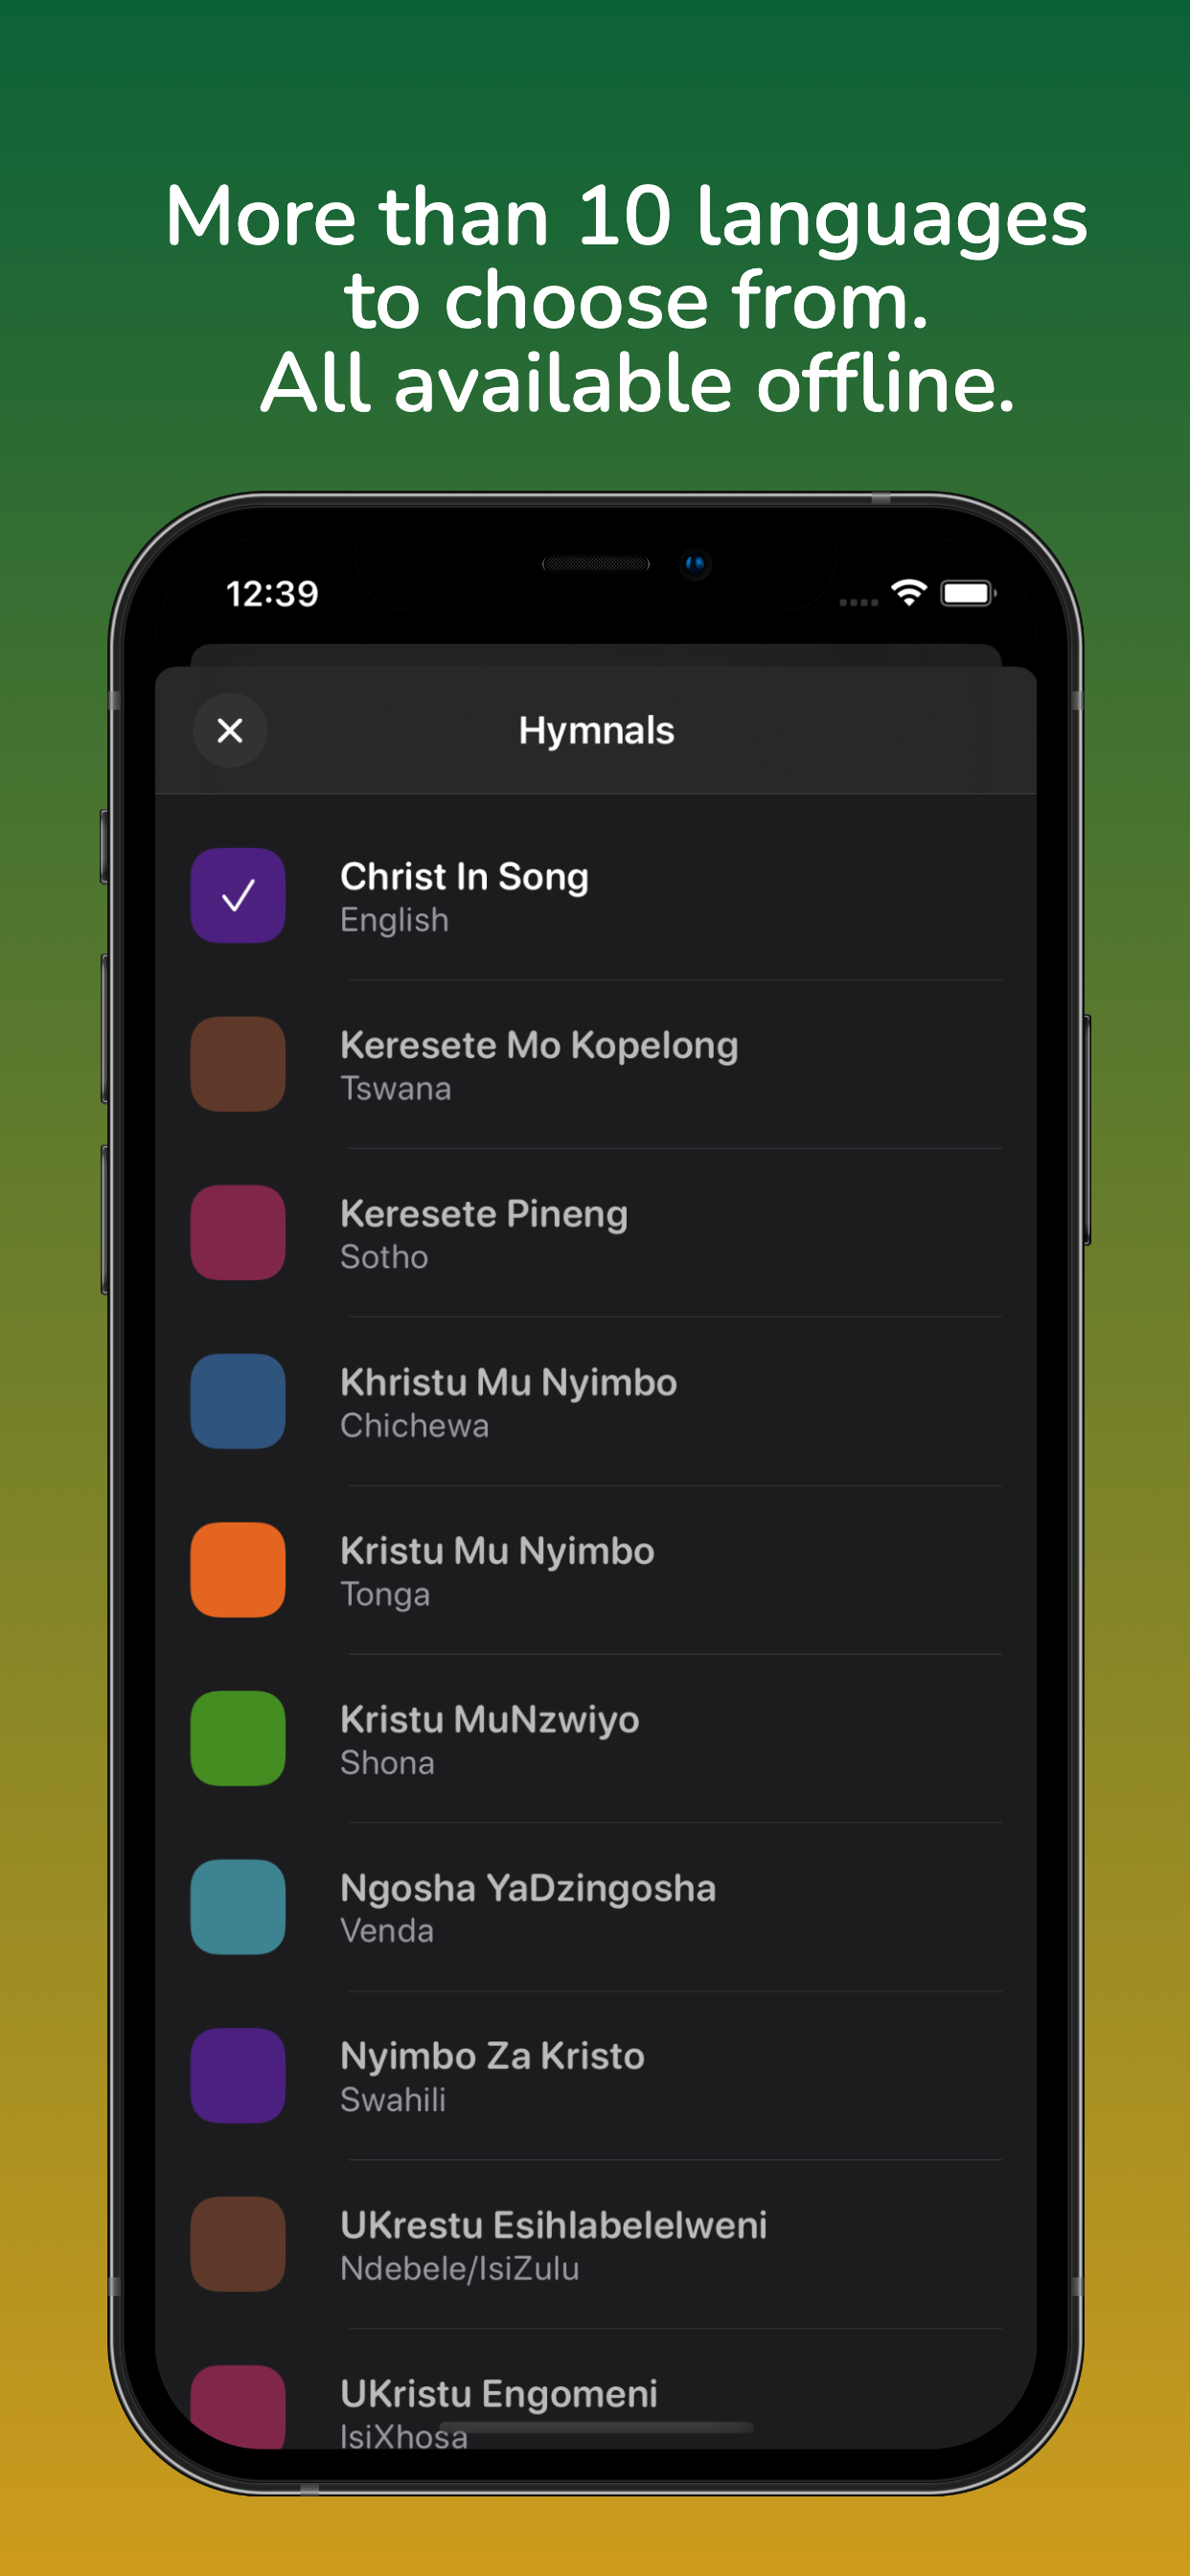 More than 10 languages
to choose from.
All available offline.
12:39
Hymnals
Christ In Song
English
Keresete Mo Kopelong
Tswana
Keresete Pineng
Sotho
Khristu Mu Nyimbo
Chichewa
Kristu Mu Nyimbo
Tonga
Kristu MuNzwiyo
Shona
Ngosha YaDzingosha
Venda
Nyimbo Za Kristo
Swahili
UKrestu Esihlabelelweni
Ndebele/IsiZulu
UKristu Engomeni
IsiXhosa